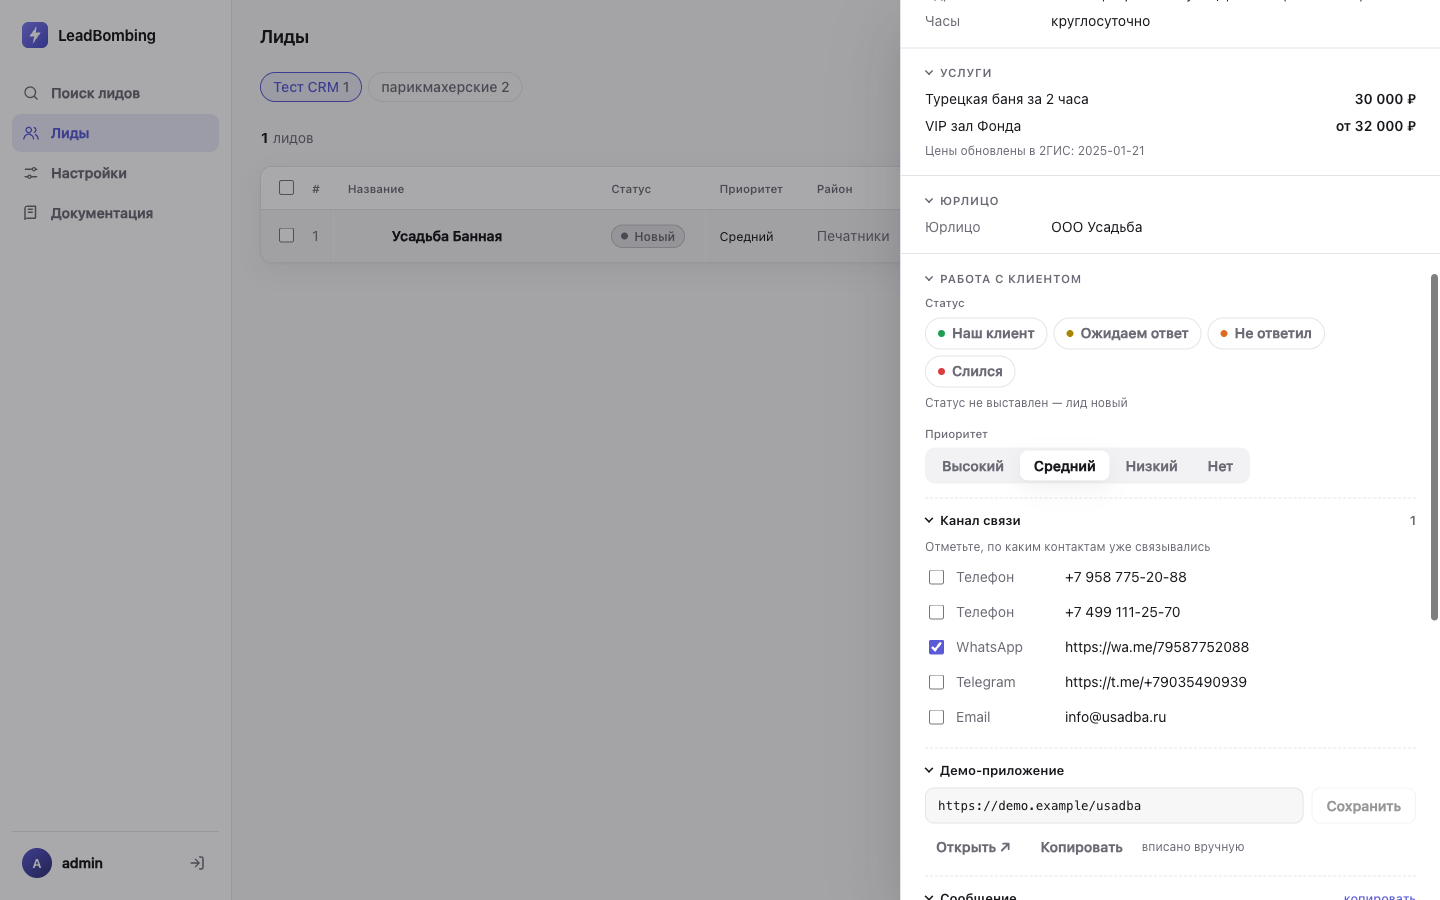 LeadBombing
Поиск лидов
Лиды
Настройки
Документация
A admin
Лиды
Тест CRM 1
парикмахерские 2
1 лидов
# Название Статус Приоритет Район
1 Усадьба Банная Новый Средний Печатники
Часы круглосуточно
УСЛУГИ
Турецкая баня за 2 часа 30 000 ₽
VIP зал Фонда от 32 000 ₽
Цены обновлены в 2ГИС: 2025-01-21
ЮРЛИЦО
Юрлицо ООО Усадьба
РАБОТА С КЛИЕНТОМ
Статус
Наш клиент Ожидаем ответ Не ответил
Слился
Статус не выставлен — лид новый
Приоритет
Высокий Средний Низкий Нет
Канал связи 1
Отметьте, по каким контактам уже связывались
Телефон +7 958 775-20-88
Телефон +7 499 111-25-70
WhatsApp https://wa.me/79587752088
Telegram https://t.me/+79035490939
Email info@usadba.ru
Демо-приложение
https://demo.example/usadba Сохранить
Открыть ↗ Копировать вписано вручную
Сообщение копировать